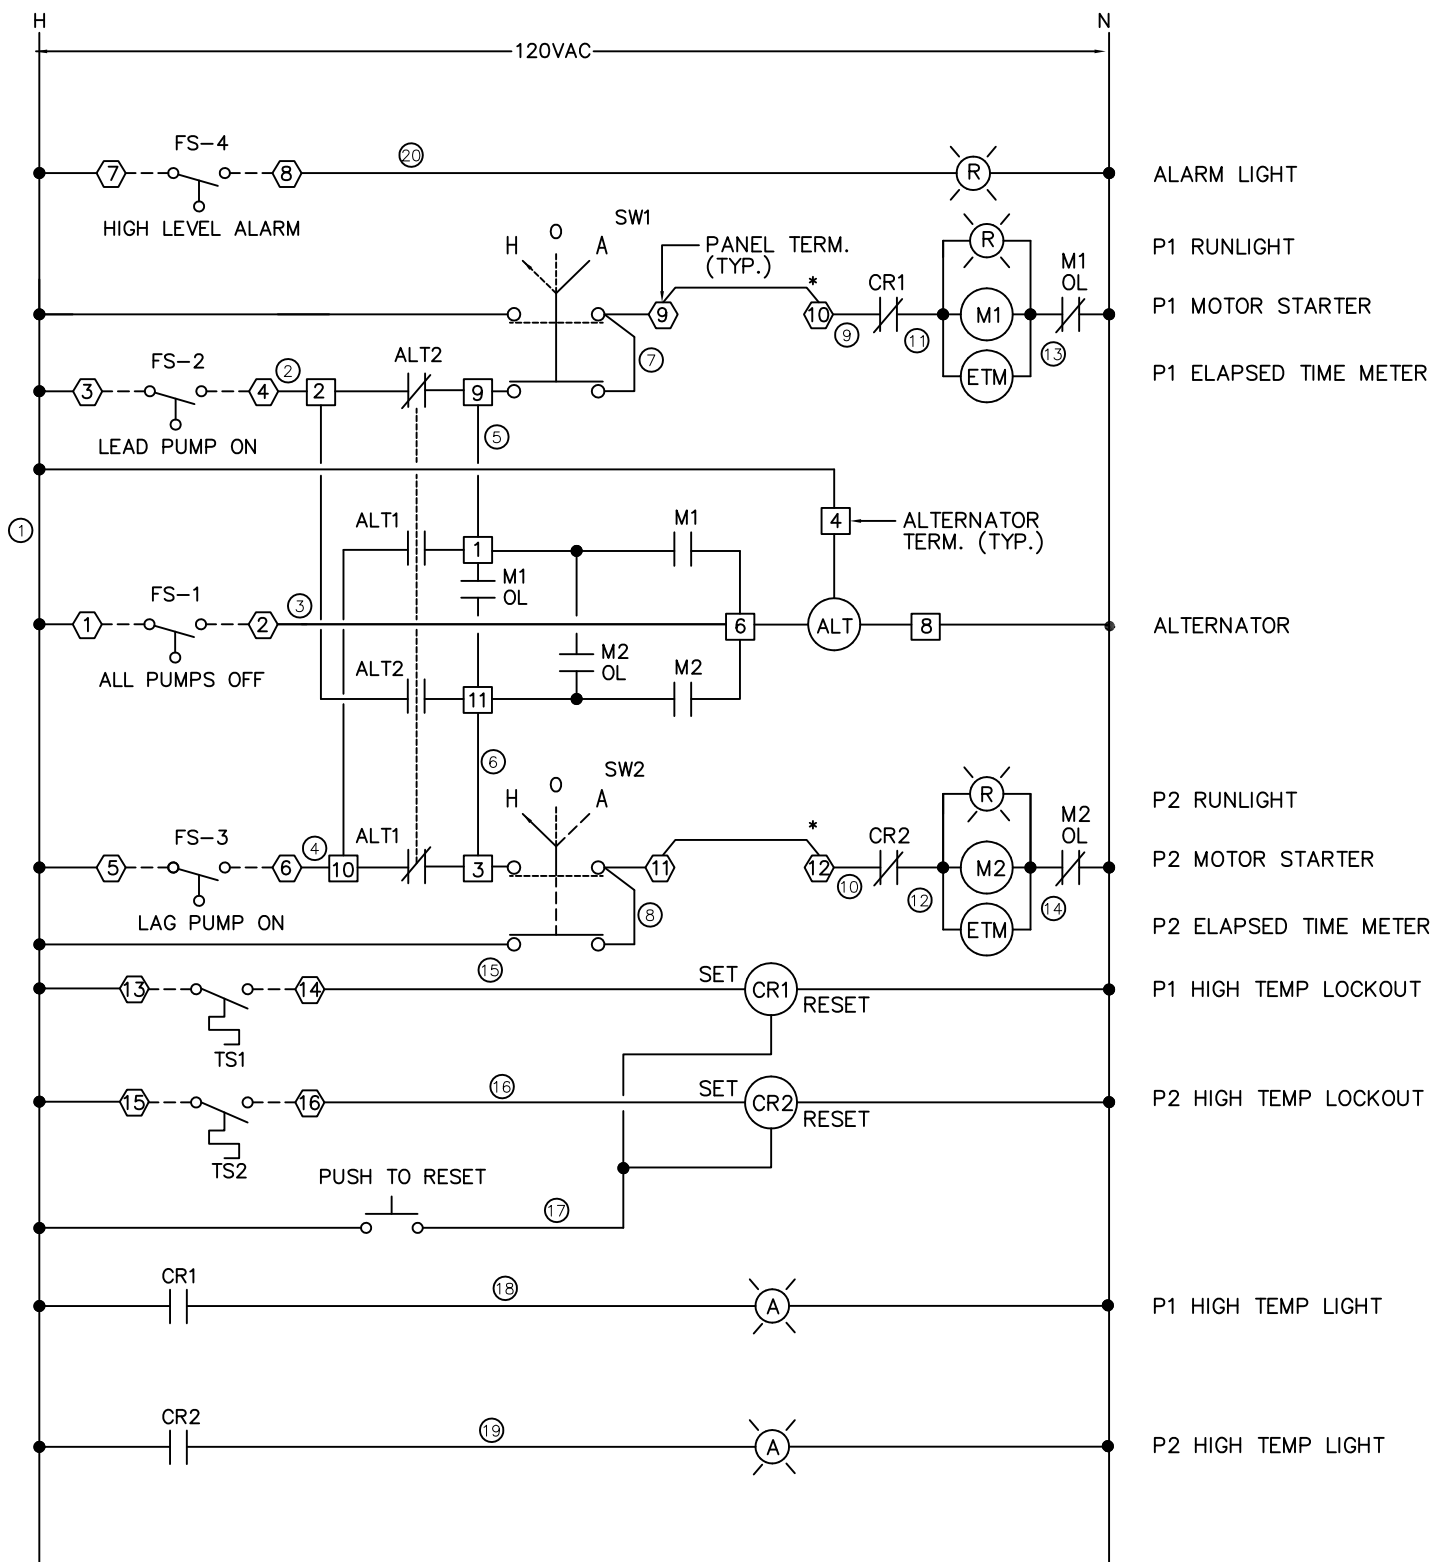 H
N
120VAC
FS-4
20
7
8
R
ALARM LIGHT
HIGH LEVEL ALARM
SW1
H
O
A
PANEL TERM.
(TYP.)
R
P1 RUNLIGHT
*
CR1
M1
OL
9
10
9
11
M1
13
P1 MOTOR STARTER
FS-2
ALT2
7
3
4
2
2
9
ETM
P1 ELAPSED TIME METER
LEAD PUMP ON
5
1
ALT1
M1
4
ALTERNATOR
TERM. (TYP.)
1
M1
OL
FS-1
3
1
2
6
ALT
8
ALTERNATOR
ALL PUMPS OFF
ALT2
M2
OL
M2
11
6
SW2
H
O
A
R
P2 RUNLIGHT
FS-3
ALT1
*
CR2
M2
OL
5
6
4
10
3
11
12
10
12
M2
14
P2 MOTOR STARTER
LAG PUMP ON
8
ETM
P2 ELAPSED TIME METER
15
13
14
SET
CR1
RESET
P1 HIGH TEMP LOCKOUT
TS1
16
15
16
SET
CR2
RESET
P2 HIGH TEMP LOCKOUT
TS2
PUSH TO RESET
17
CR1
18
A
P1 HIGH TEMP LIGHT
CR2
19
A
P2 HIGH TEMP LIGHT